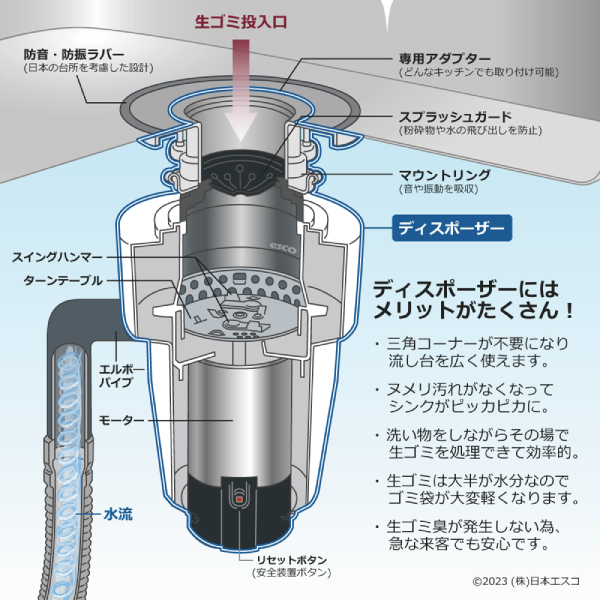 生ゴミ投入口
防音・防振ラバー
(日本の台所を考慮した設計)
専用アダプター
(どんなキッチンでも取り付け可能)
スプラッシュガード
(粉砕物や水の飛び出しを防止)
マウントリング
(音や振動を吸収)
ディスポーザー
esco
スイングハンマー
ターンテーブル
ディスポーザーには
メリットがたくさん！
・三角コーナーが不要になり
流し台を広く使えます。
エルボー
パイプ
・ヌメリ汚れがなくなって
シンクがピッカピカに。
モーター
・洗い物をしながらその場で
生ゴミを処理できて効率的。
・生ゴミは大半が水分なので
ゴミ袋が大変軽くなります。
水流
・生ゴミ臭が発生しない為、
急な来客でも安心です。
リセットボタン
(安全装置ボタン)
©2023 (株)日本エスコ